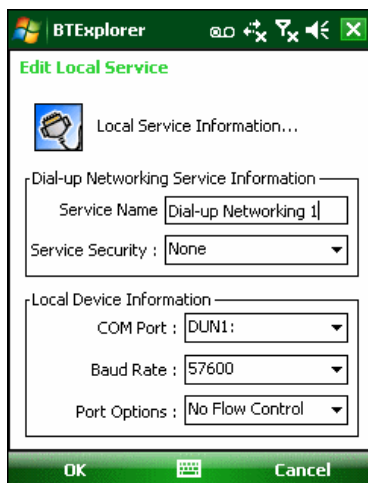 BTExplorer
Edit Local Service
Local Service Information...
Dial-up Networking Service Information
Service Name Dial-up Networking 1
Service Security : None
Local Device Information
COM Port : DUN1:
Baud Rate : 57600
Port Options : No Flow Control
OK Cancel